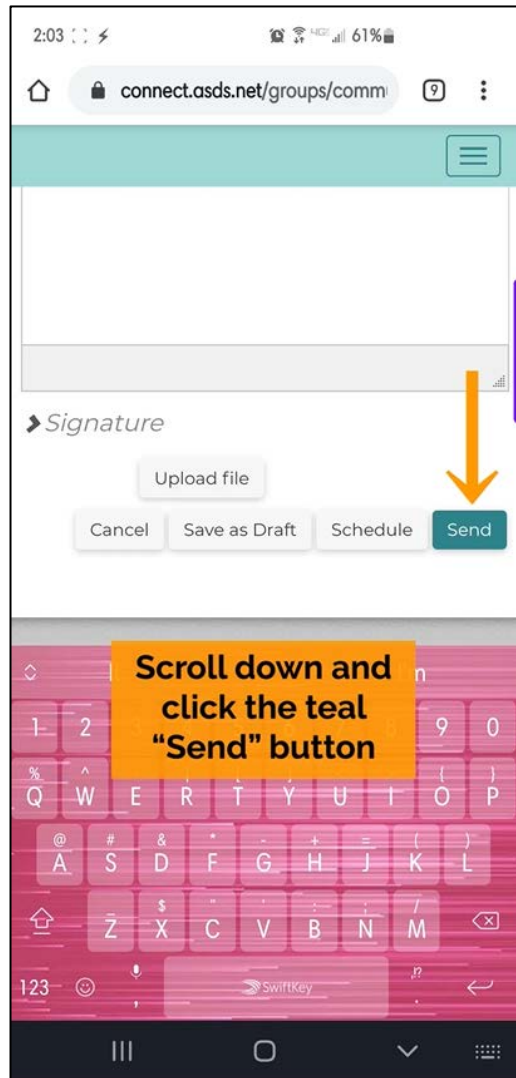 2:03 61%
connect.asds.net/groups/comm 9
Signature
Upload file
Cancel Save as Draft Schedule Send
Scroll down and
click the teal
“Send” button
1 2 9 0
% ^ { }
Q W E R T Y U I O P
@ # & * - + = ( )
A S D F G H J K L
Z X C V B N M
123 SwiftKey